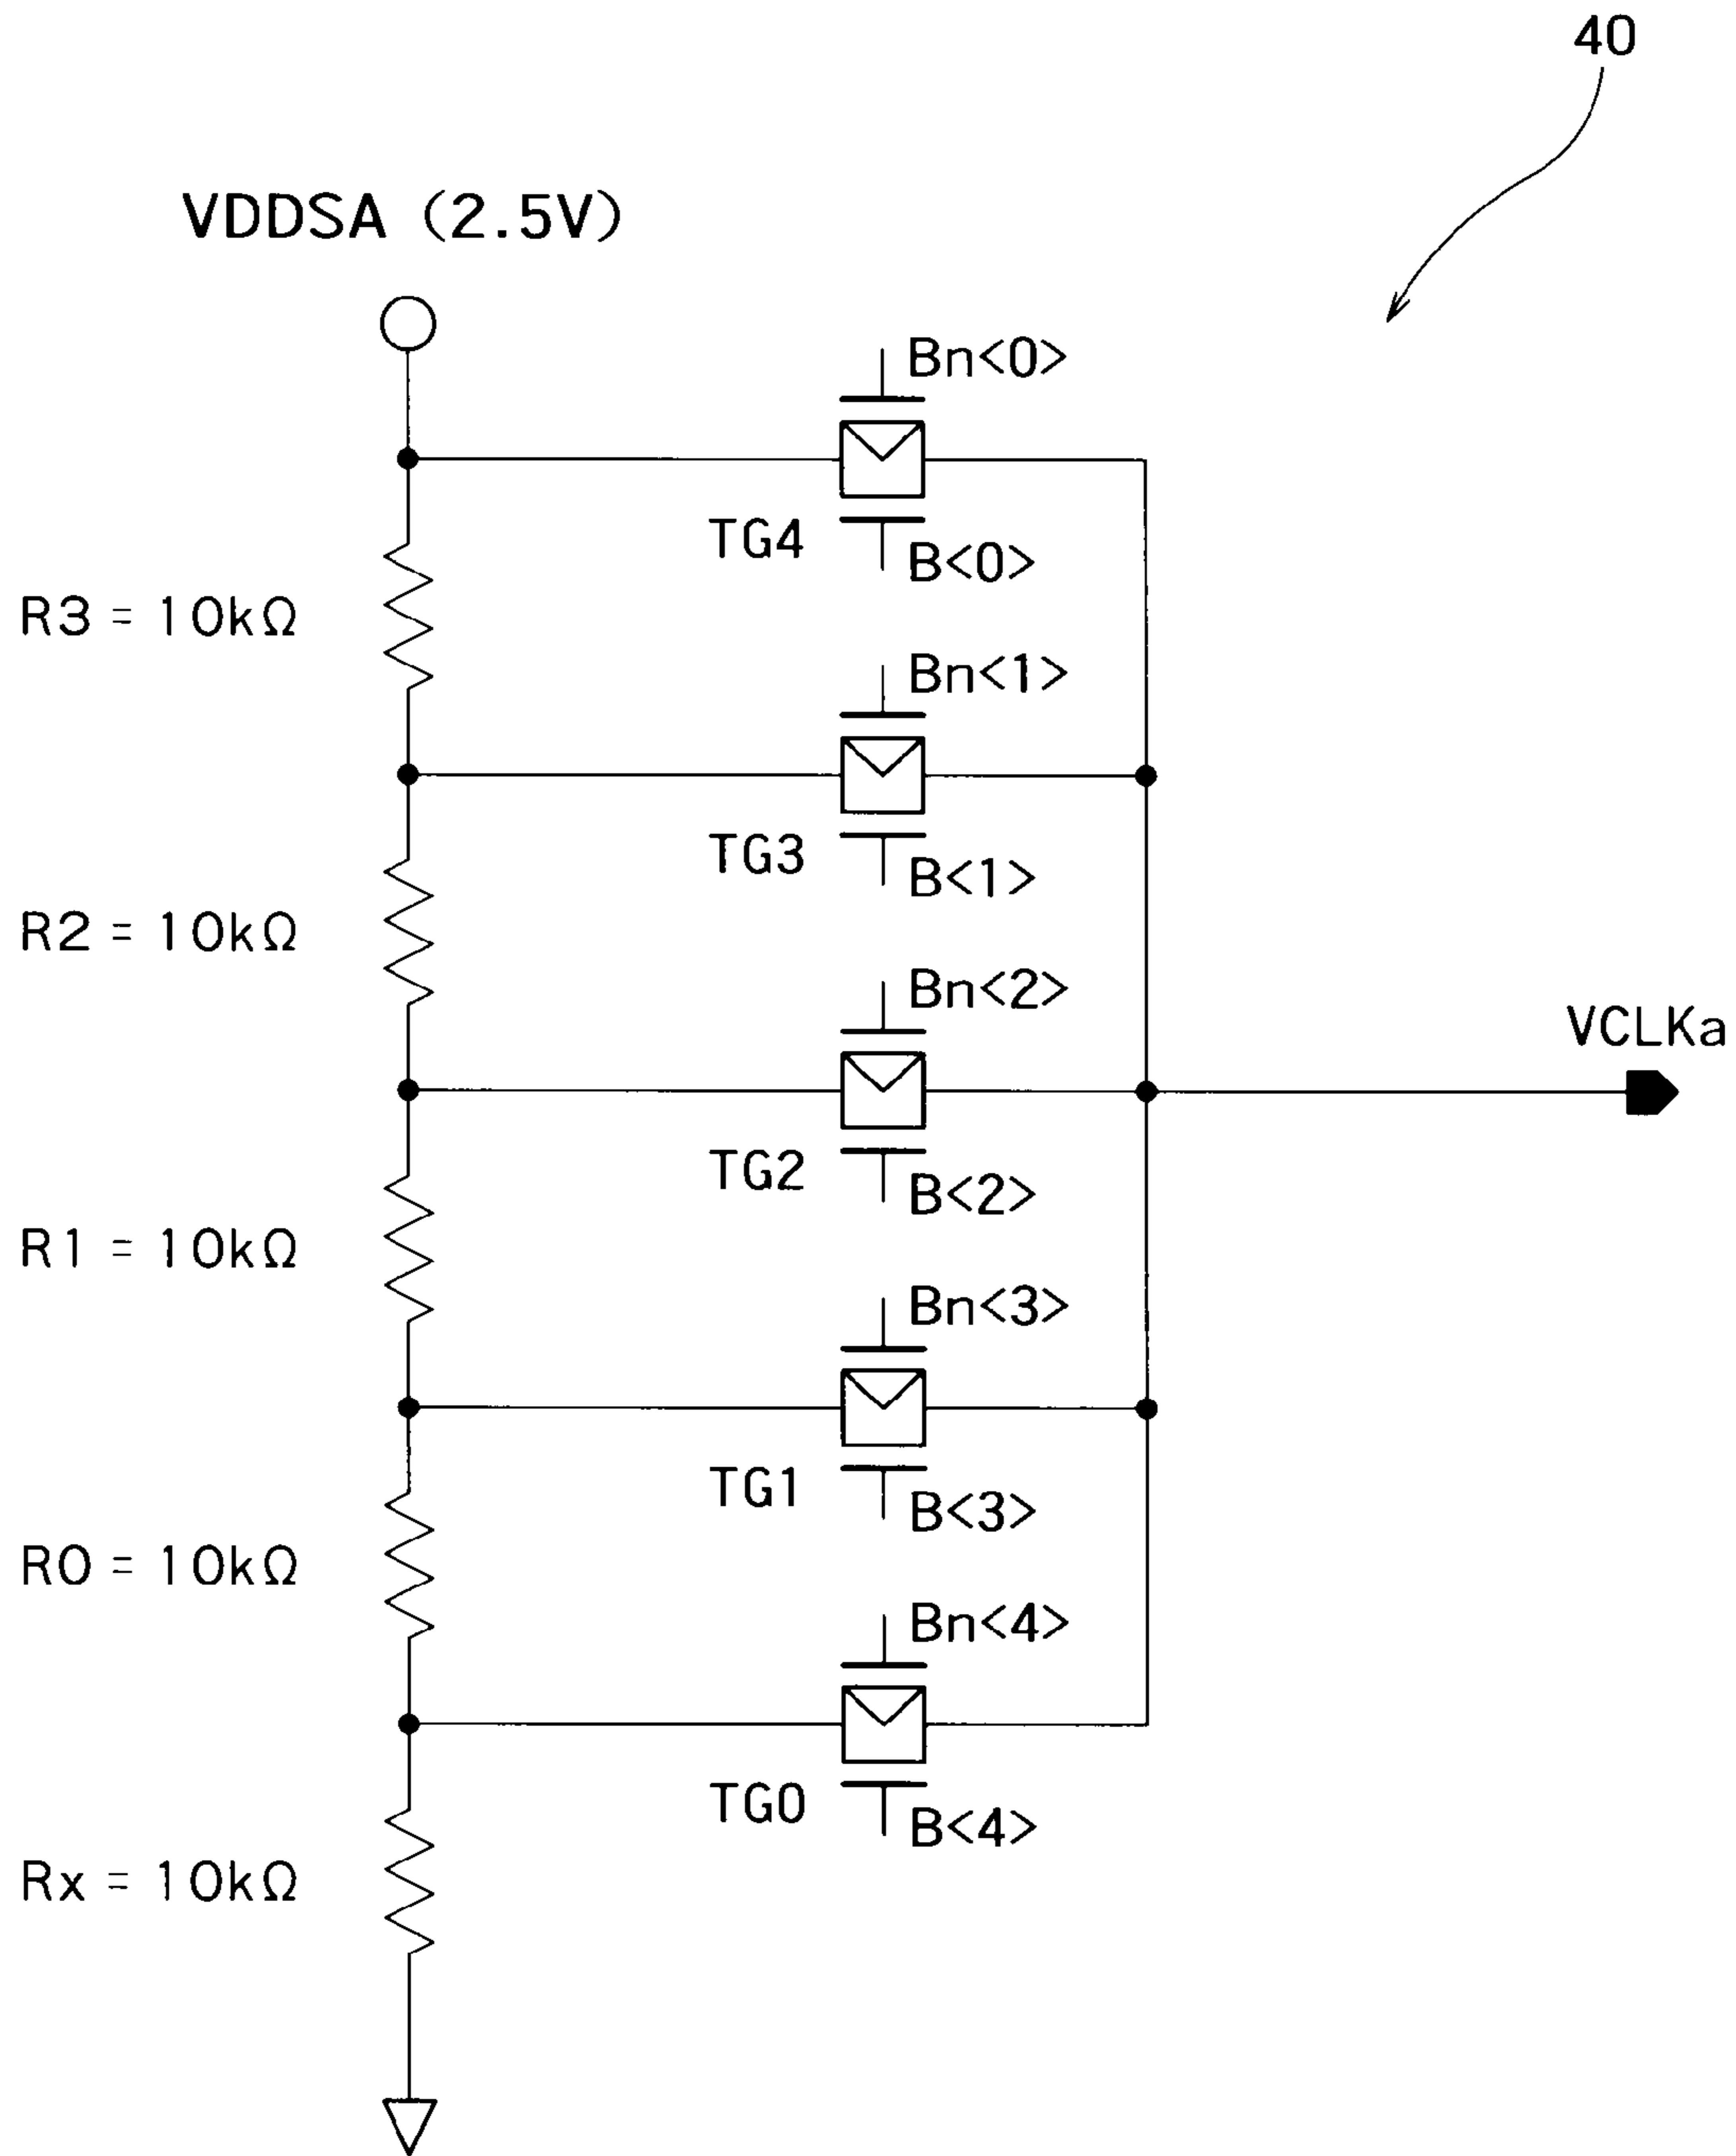 40
VDDSA (2.5V)
Bn<0>
TG4
B<0>
R3 = 10kΩ
Bn<1>
TG3
B<1>
R2 = 10kΩ
Bn<2>
VCLKa
TG2
B<2>
R1 = 10kΩ
Bn<3>
TG1
B<3>
R0 = 10kΩ
Bn<4>
TG0
B<4>
Rx = 10kΩ